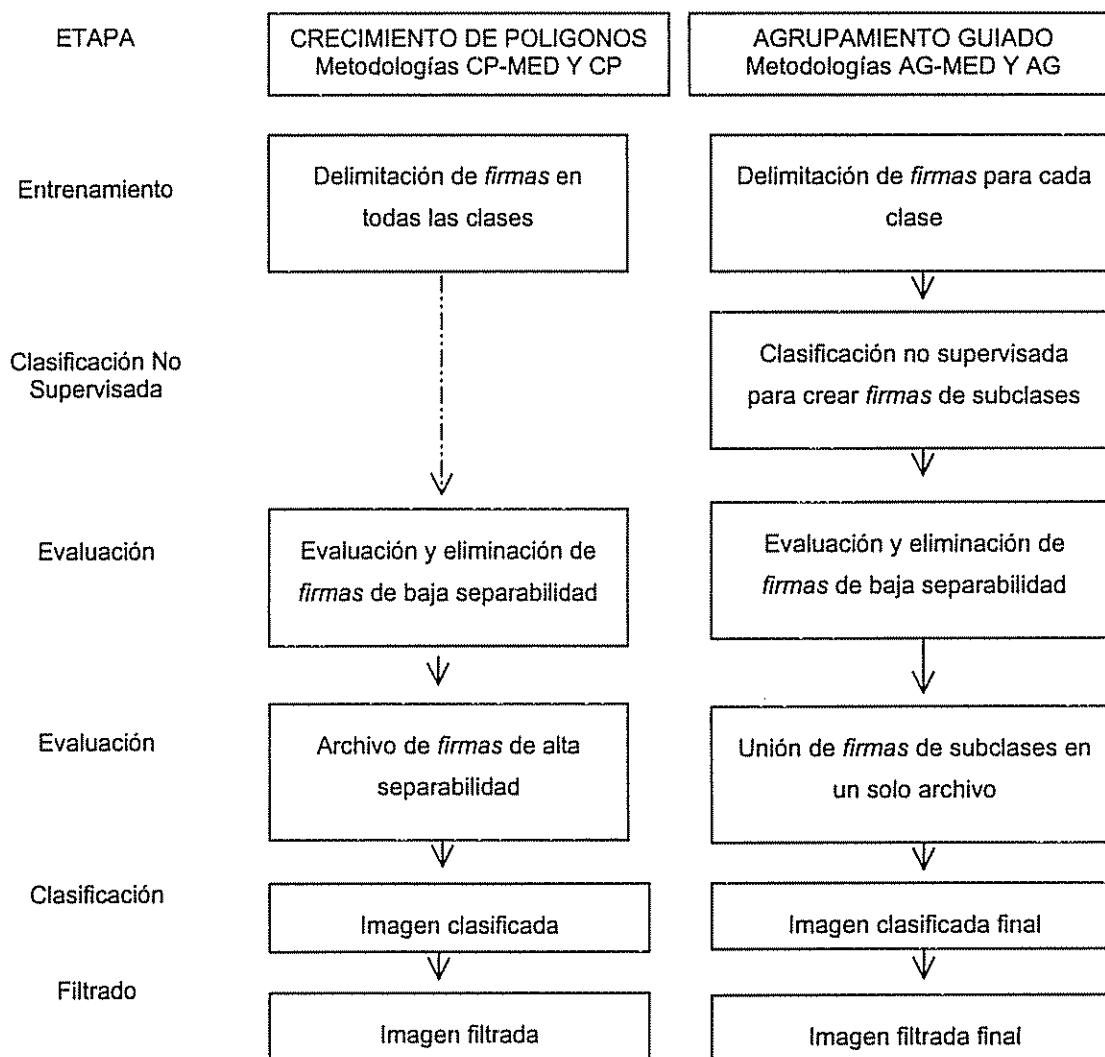 ETAPA
CRECIMIENTO DE POLIGONOS
Metodologías CP-MED Y CP
AGRUPAMIENTO GUIADO
Metodologías AG-MED Y AG
Entrenamiento
Delimitación de firmas en
todas las clases
Delimitación de firmas para cada
clase
Clasificación No
Supervisada
Clasificación no supervisada
para crear firmas de subclases
Evaluación
Evaluación y eliminación de
firmas de baja separabilidad
Evaluación y eliminación de
firmas de baja separabilidad
Evaluación
Archivo de firmas de alta
separabilidad
Unión de firmas de subclases en
un solo archivo
Clasificación
Imagen clasificada
Imagen clasificada final
Filtrado
Imagen filtrada
Imagen filtrada final